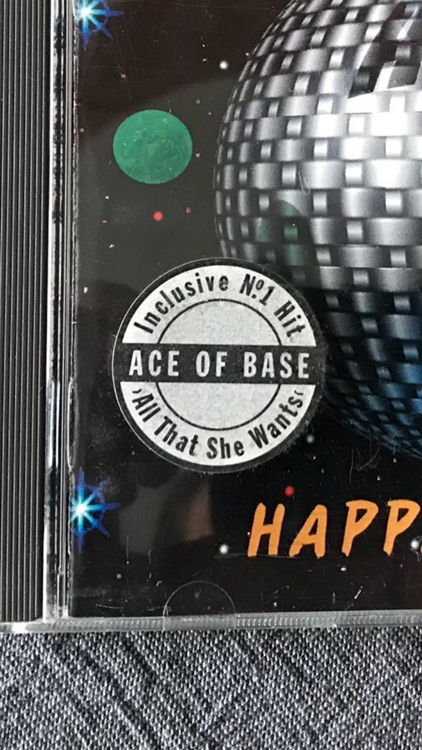 Inclusive Nº1 Hit
ACE OF BASE
›All That She Wants‹
HAPP